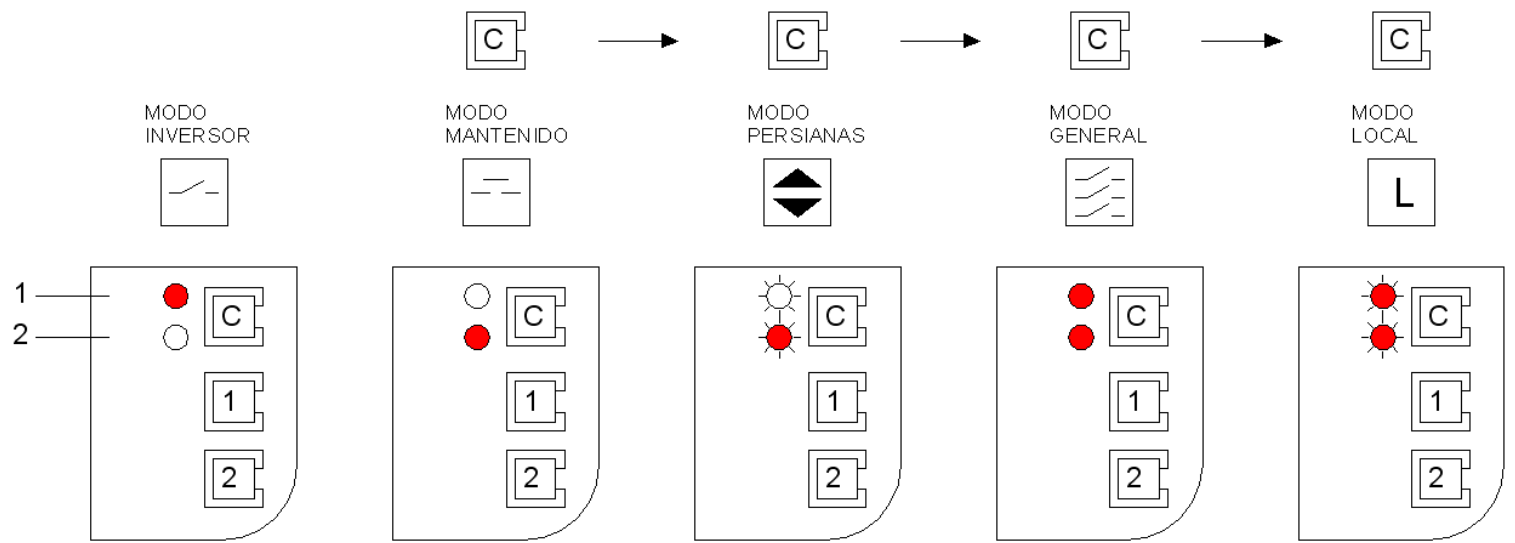 C C C C
MODO
INVERSOR
MODO
MANTENIDO
MODO
PERSIANAS
MODO
GENERAL
MODO
LOCAL
L
1
2
C
1
2
C
1
2
C
1
2
C
1
2
C
1
2